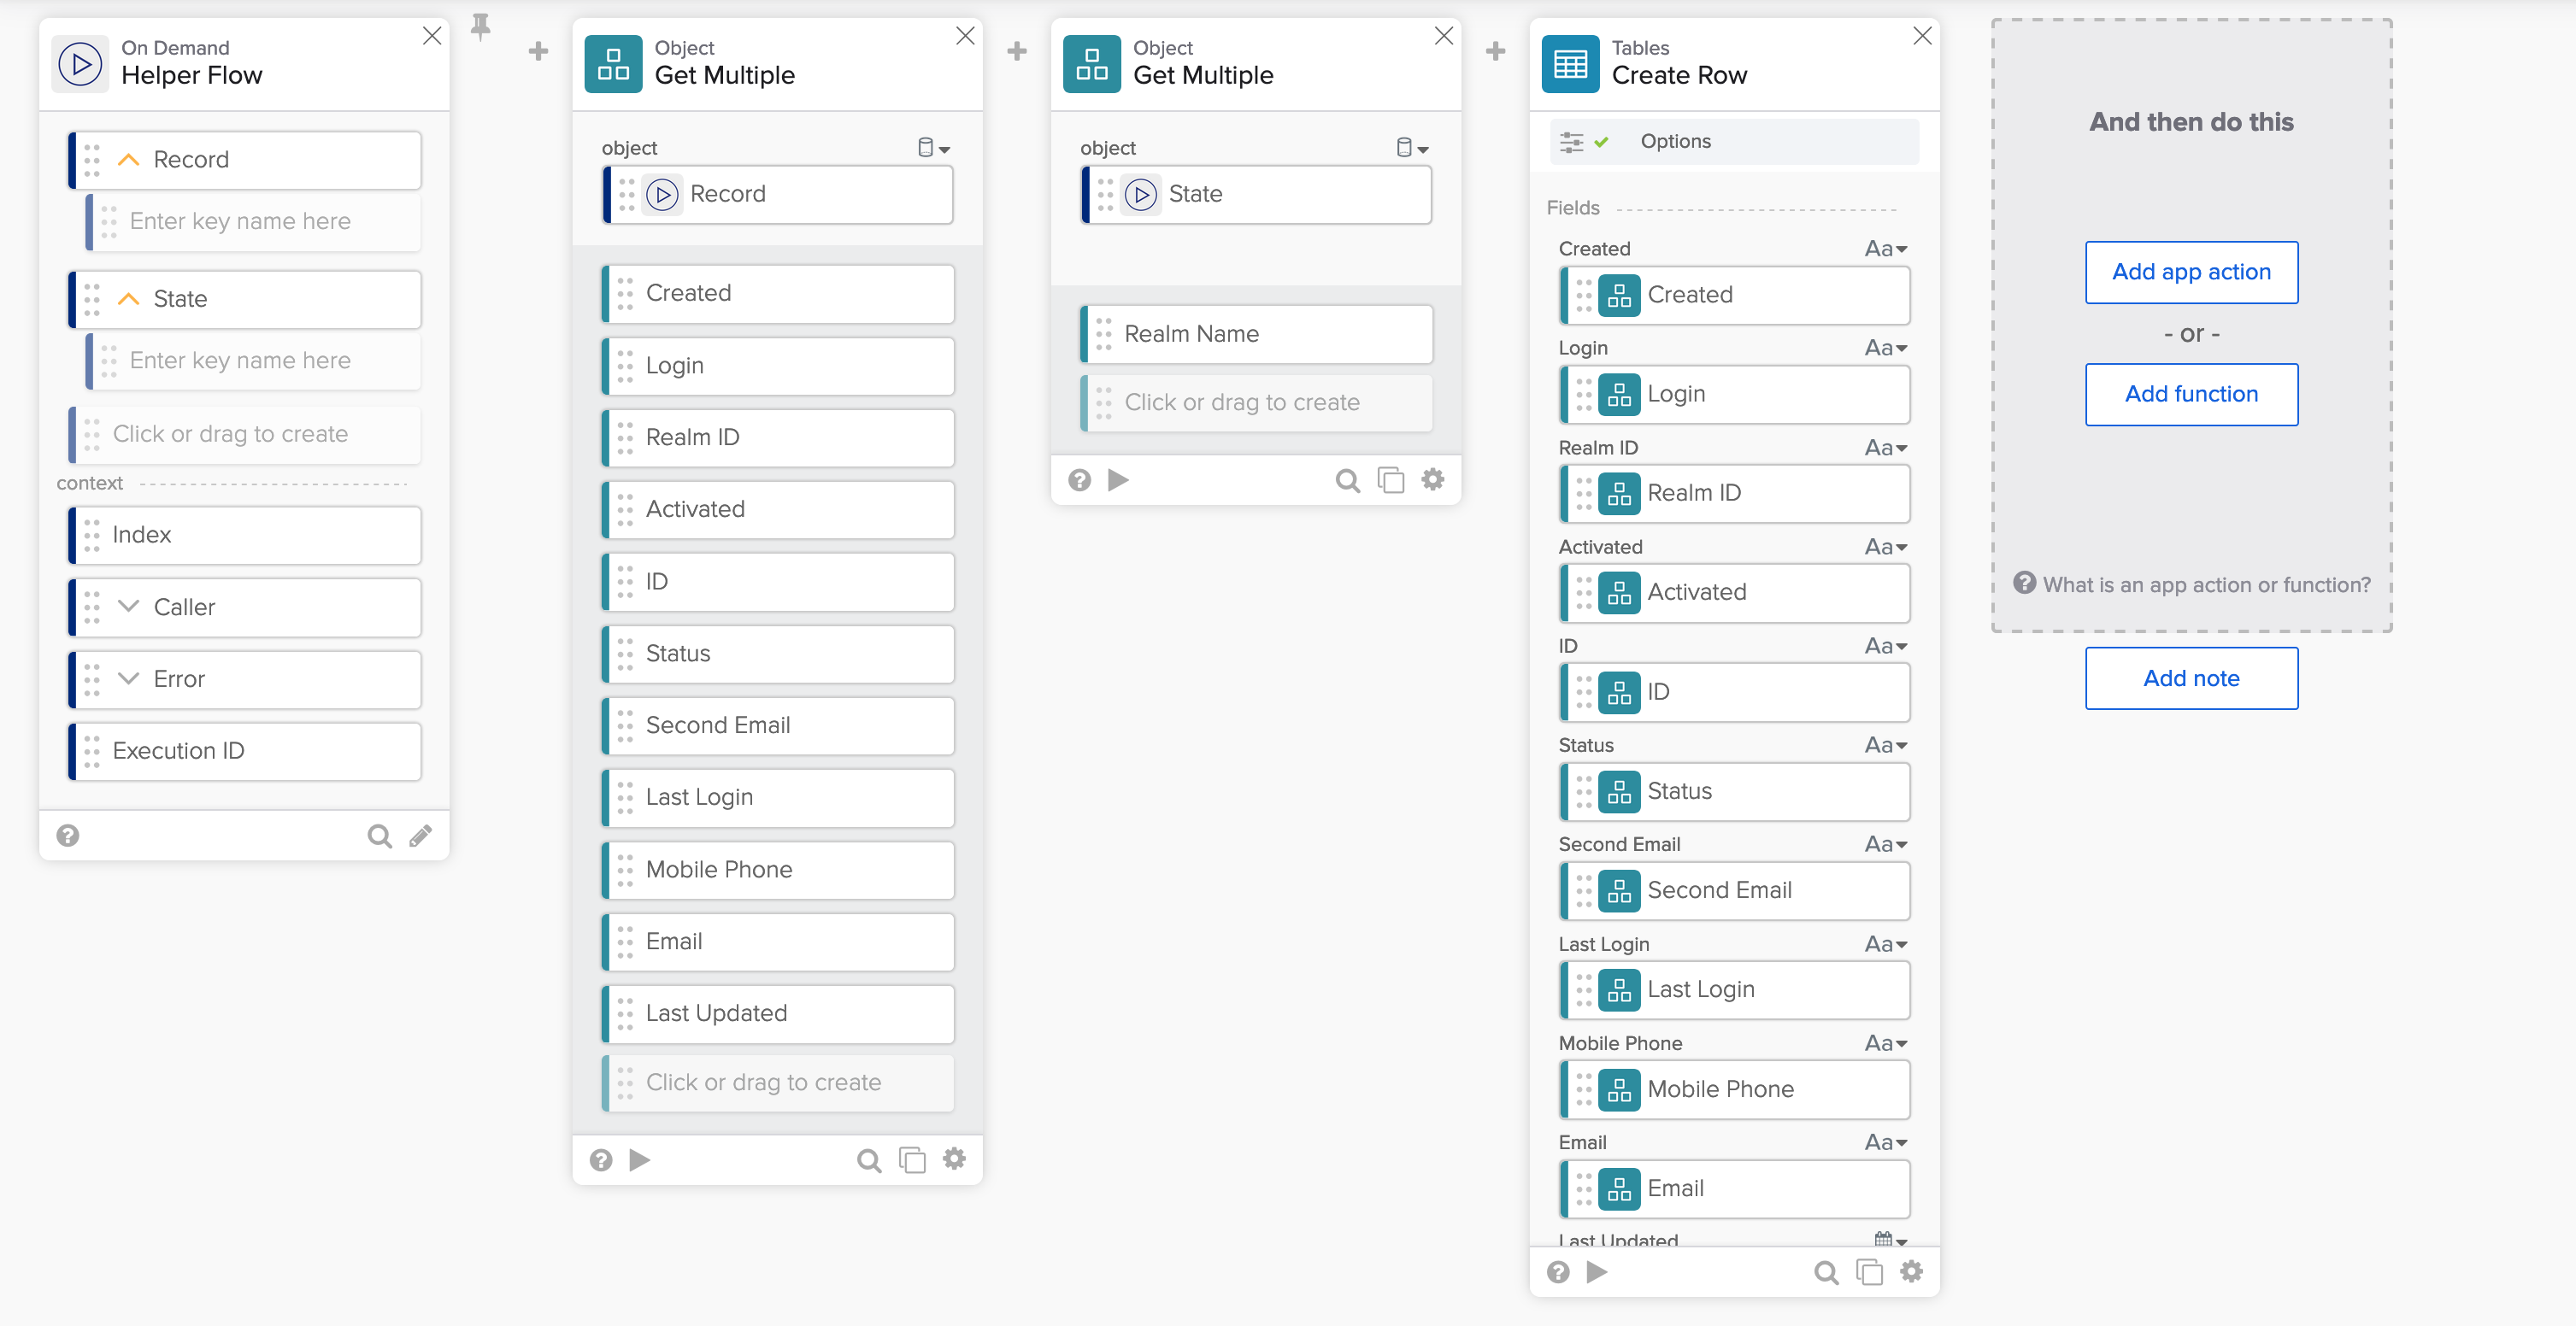 On Demand
Helper Flow
Record
Enter key name here
State
Enter key name here
Click or drag to create
context
Index
Caller
Error
Execution ID
Object
Get Multiple
object
Record
Created
Login
Realm ID
Activated
ID
Status
Second Email
Last Login
Mobile Phone
Email
Last Updated
Click or drag to create
Object
Get Multiple
object
State
Realm Name
Click or drag to create
Tables
Create Row
Options
Fields
Created Aa
Created
Login Aa
Login
Realm ID Aa
Realm ID
Activated Aa
Activated
ID Aa
ID
Status Aa
Status
Second Email Aa
Second Email
Last Login Aa
Last Login
Mobile Phone Aa
Mobile Phone
Email Aa
Email
Last Updated
And then do this
Add app action
- or -
Add function
What is an app action or function?
Add note